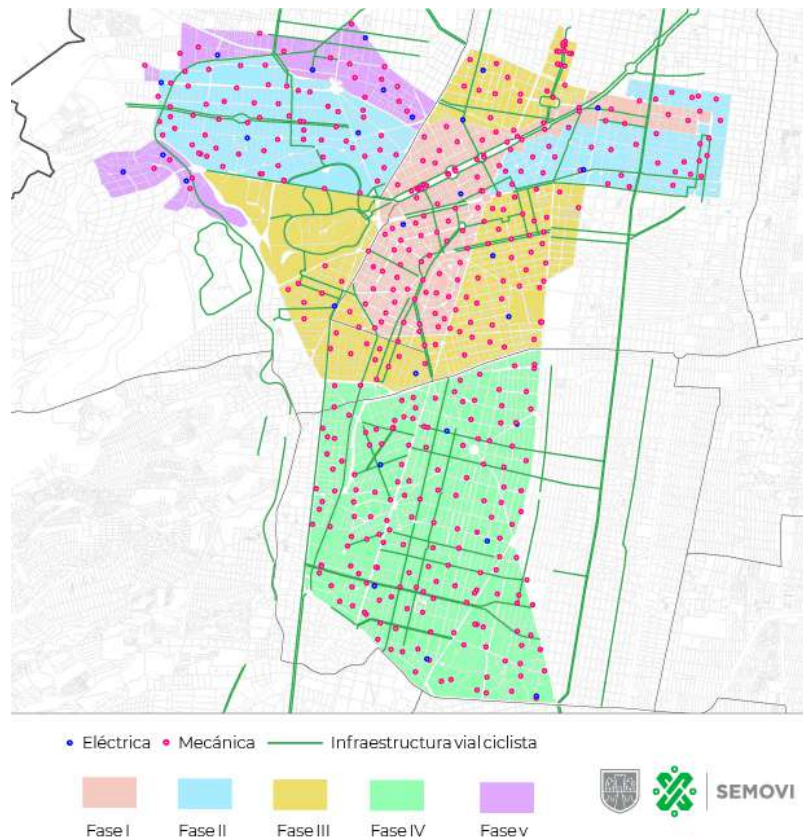 Eléctrica Mecánica Infraestructura vial ciclista
SEMOVI
Fase I Fase II Fase III Fase IV Fase v